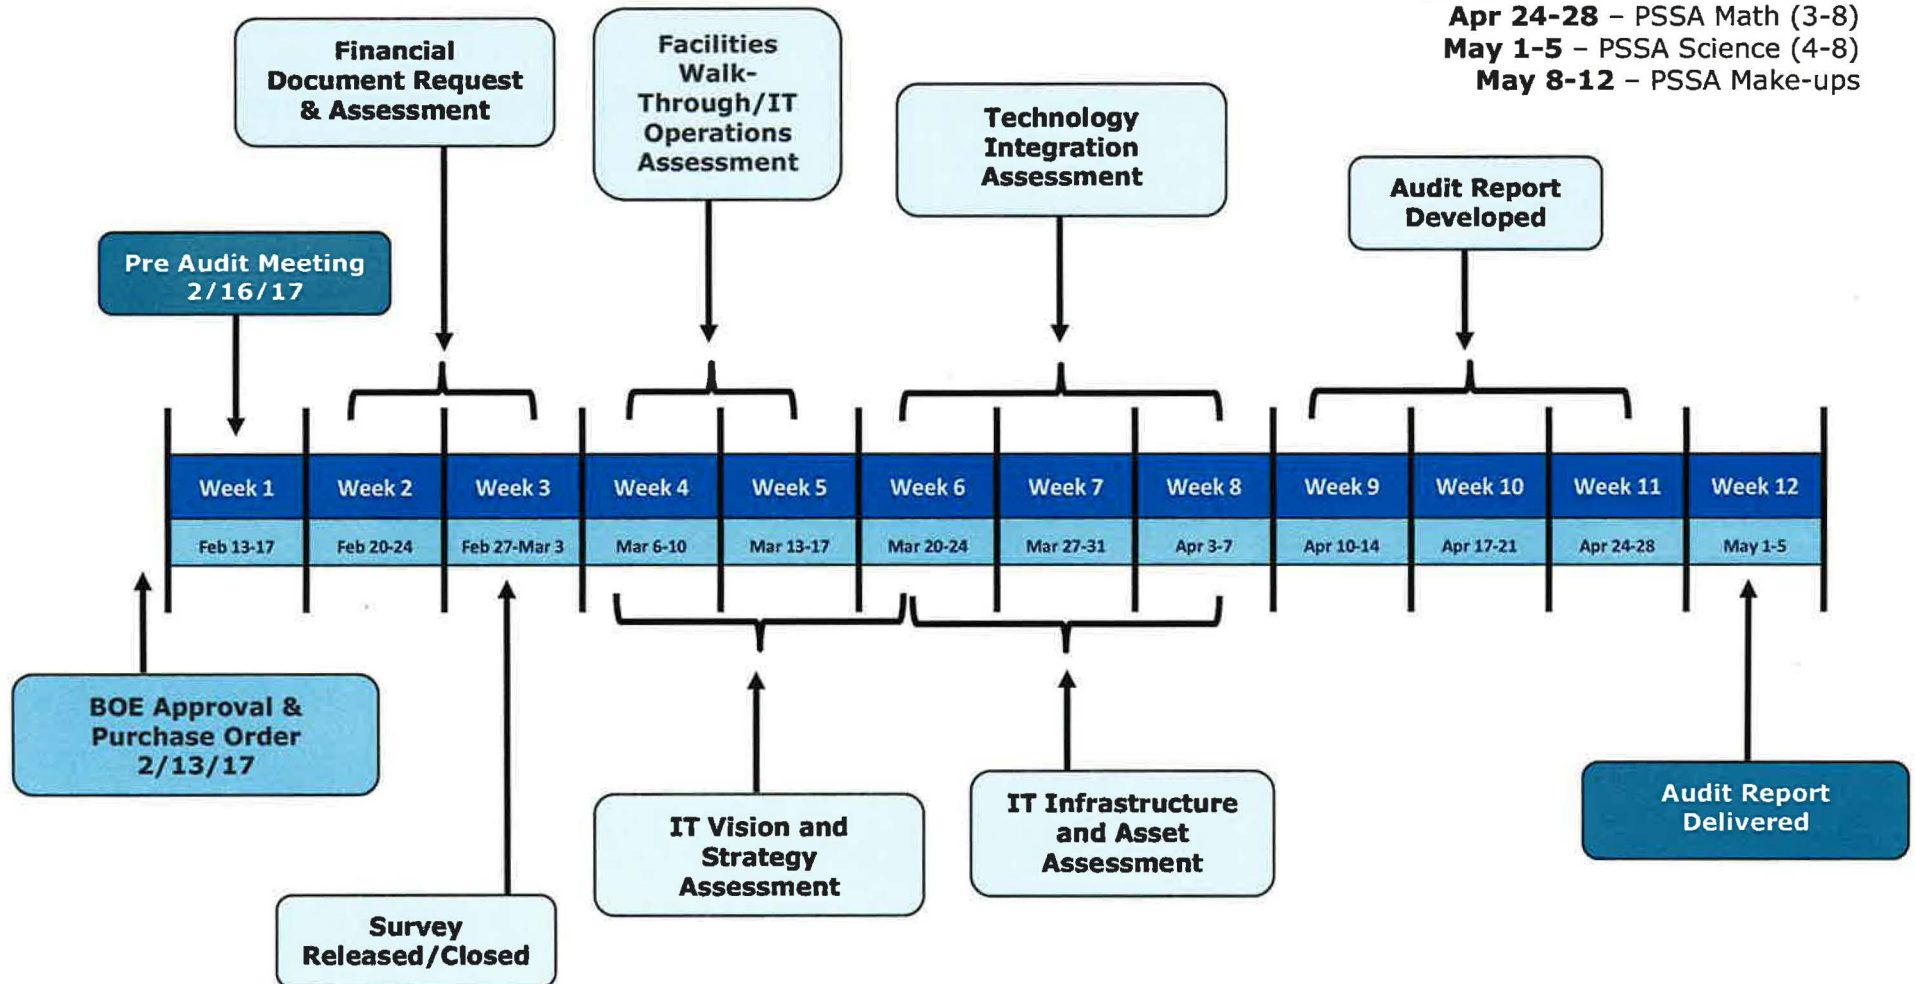 Apr 24-28 – PSSA Math (3-8)
May 1-5 – PSSA Science (4-8)
May 8-12 – PSSA Make-ups
Financial
Document Request
& Assessment
Facilities
Walk-
Through/IT
Operations
Assessment
Technology
Integration
Assessment
Audit Report
Developed
Pre Audit Meeting
2/16/17
Week 1
Week 2
Week 3
Week 4
Week 5
Week 6
Week 7
Week 8
Week 9
Week 10
Week 11
Week 12
Feb 13-17
Feb 20-24
Feb 27-Mar 3
Mar 6-10
Mar 13-17
Mar 20-24
Mar 27-31
Apr 3-7
Apr 10-14
Apr 17-21
Apr 24-28
May 1-5
BOE Approval &
Purchase Order
2/13/17
Survey
Released/Closed
IT Vision and
Strategy
Assessment
IT Infrastructure
and Asset
Assessment
Audit Report
Delivered